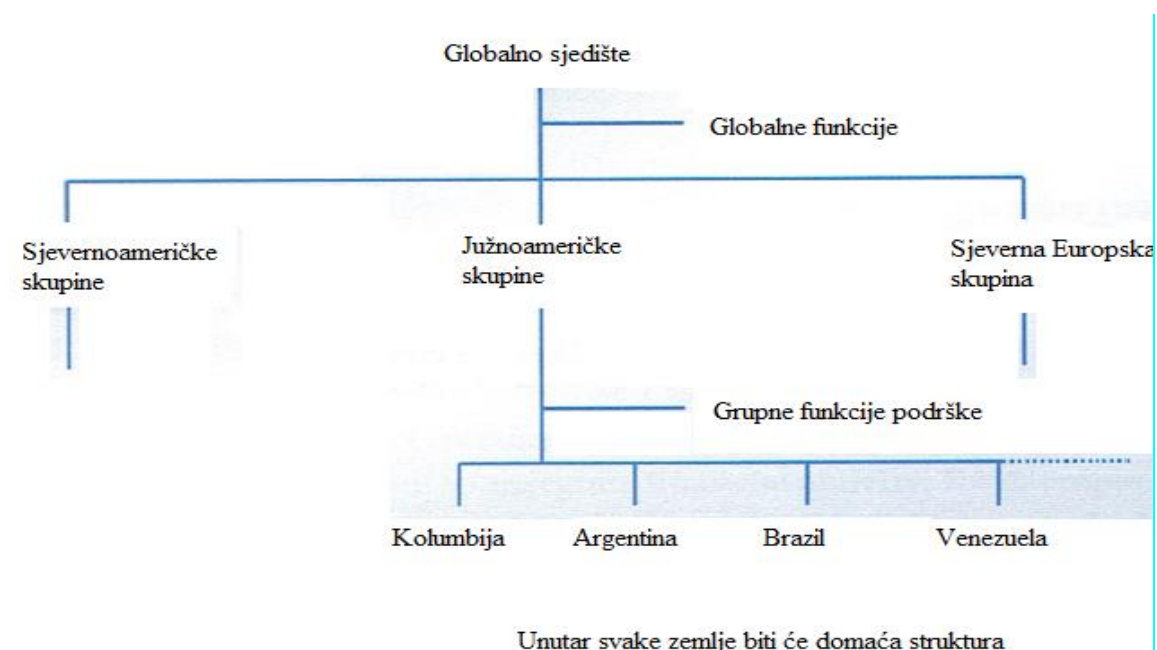 Globalno sjedište
Globalne funkcije
Sjevernoameričke
skupine
Južnoameričke
skupine
Sjeverna Europska
skupina
Grupne funkcije podrške
Kolumbija
Argentina
Brazil
Venezuela
Unutar svake zemlje biti će domaća struktura